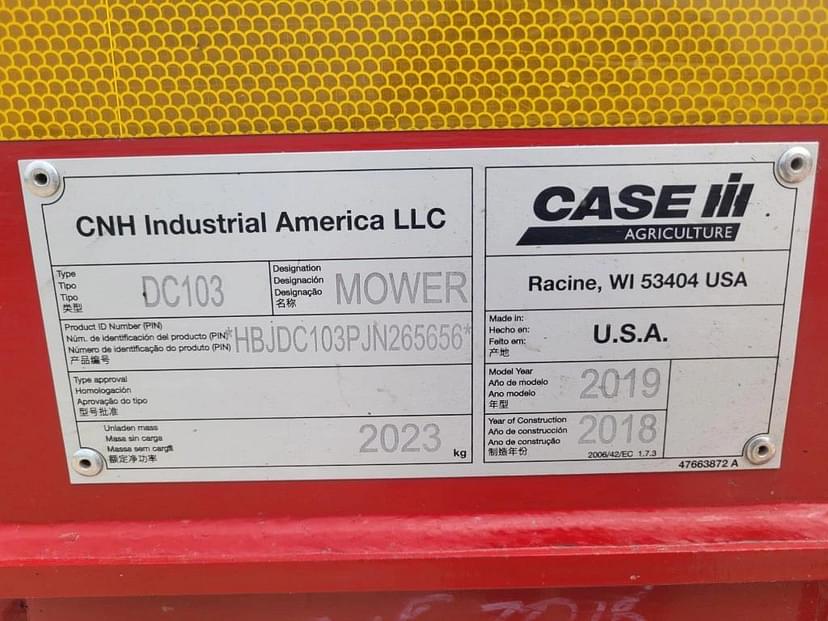 CNH Industrial America LLC
Type
Tipo
Tipo
类型
DC103
Designation
Designación
Designação
名称
MOWER
Product ID Number (PIN)
Núm. de identificación del producto (PIN)
Número de identificação do produto (PIN)
产品编号
*HBJDC103PJN265656*
Type approval
Homologación
Aprovação do tipo
型号批准
Unladen mass
Masa sin carga
Massa sem carga
额定净功率
2023
kg
CASE IH
AGRICULTURE
Racine, WI 53404 USA
Made in:
Hecho en:
Feito em:
产地
U.S.A.
Model Year
Año de modelo
Ano modelo
年型
2019
Year of Construction
Año de construcción
Ano de construção
制造年份
2018
2006/42/EC 1.7.3
47663872 A